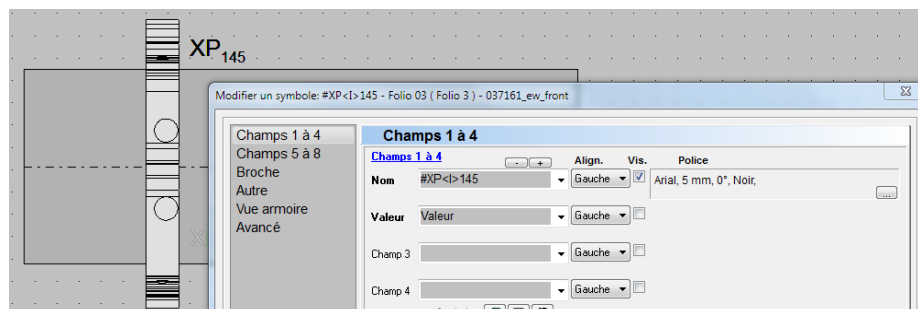 XP145
Modifier un symbole: #XP<I>145 - Folio 03 ( Folio 3 ) - 037161_ew_front
Champs 1 à 4
Champs 5 à 8
Broche
Autre
Vue armoire
Avancé
Champs 1 à 4
Champs 1 à 4 - + Align. Vis. Police
Nom #XP<I>145 Gauche Arial, 5 mm, 0°, Noir,
...
Valeur Valeur Gauche
Champ 3 Gauche
Champ 4 Gauche